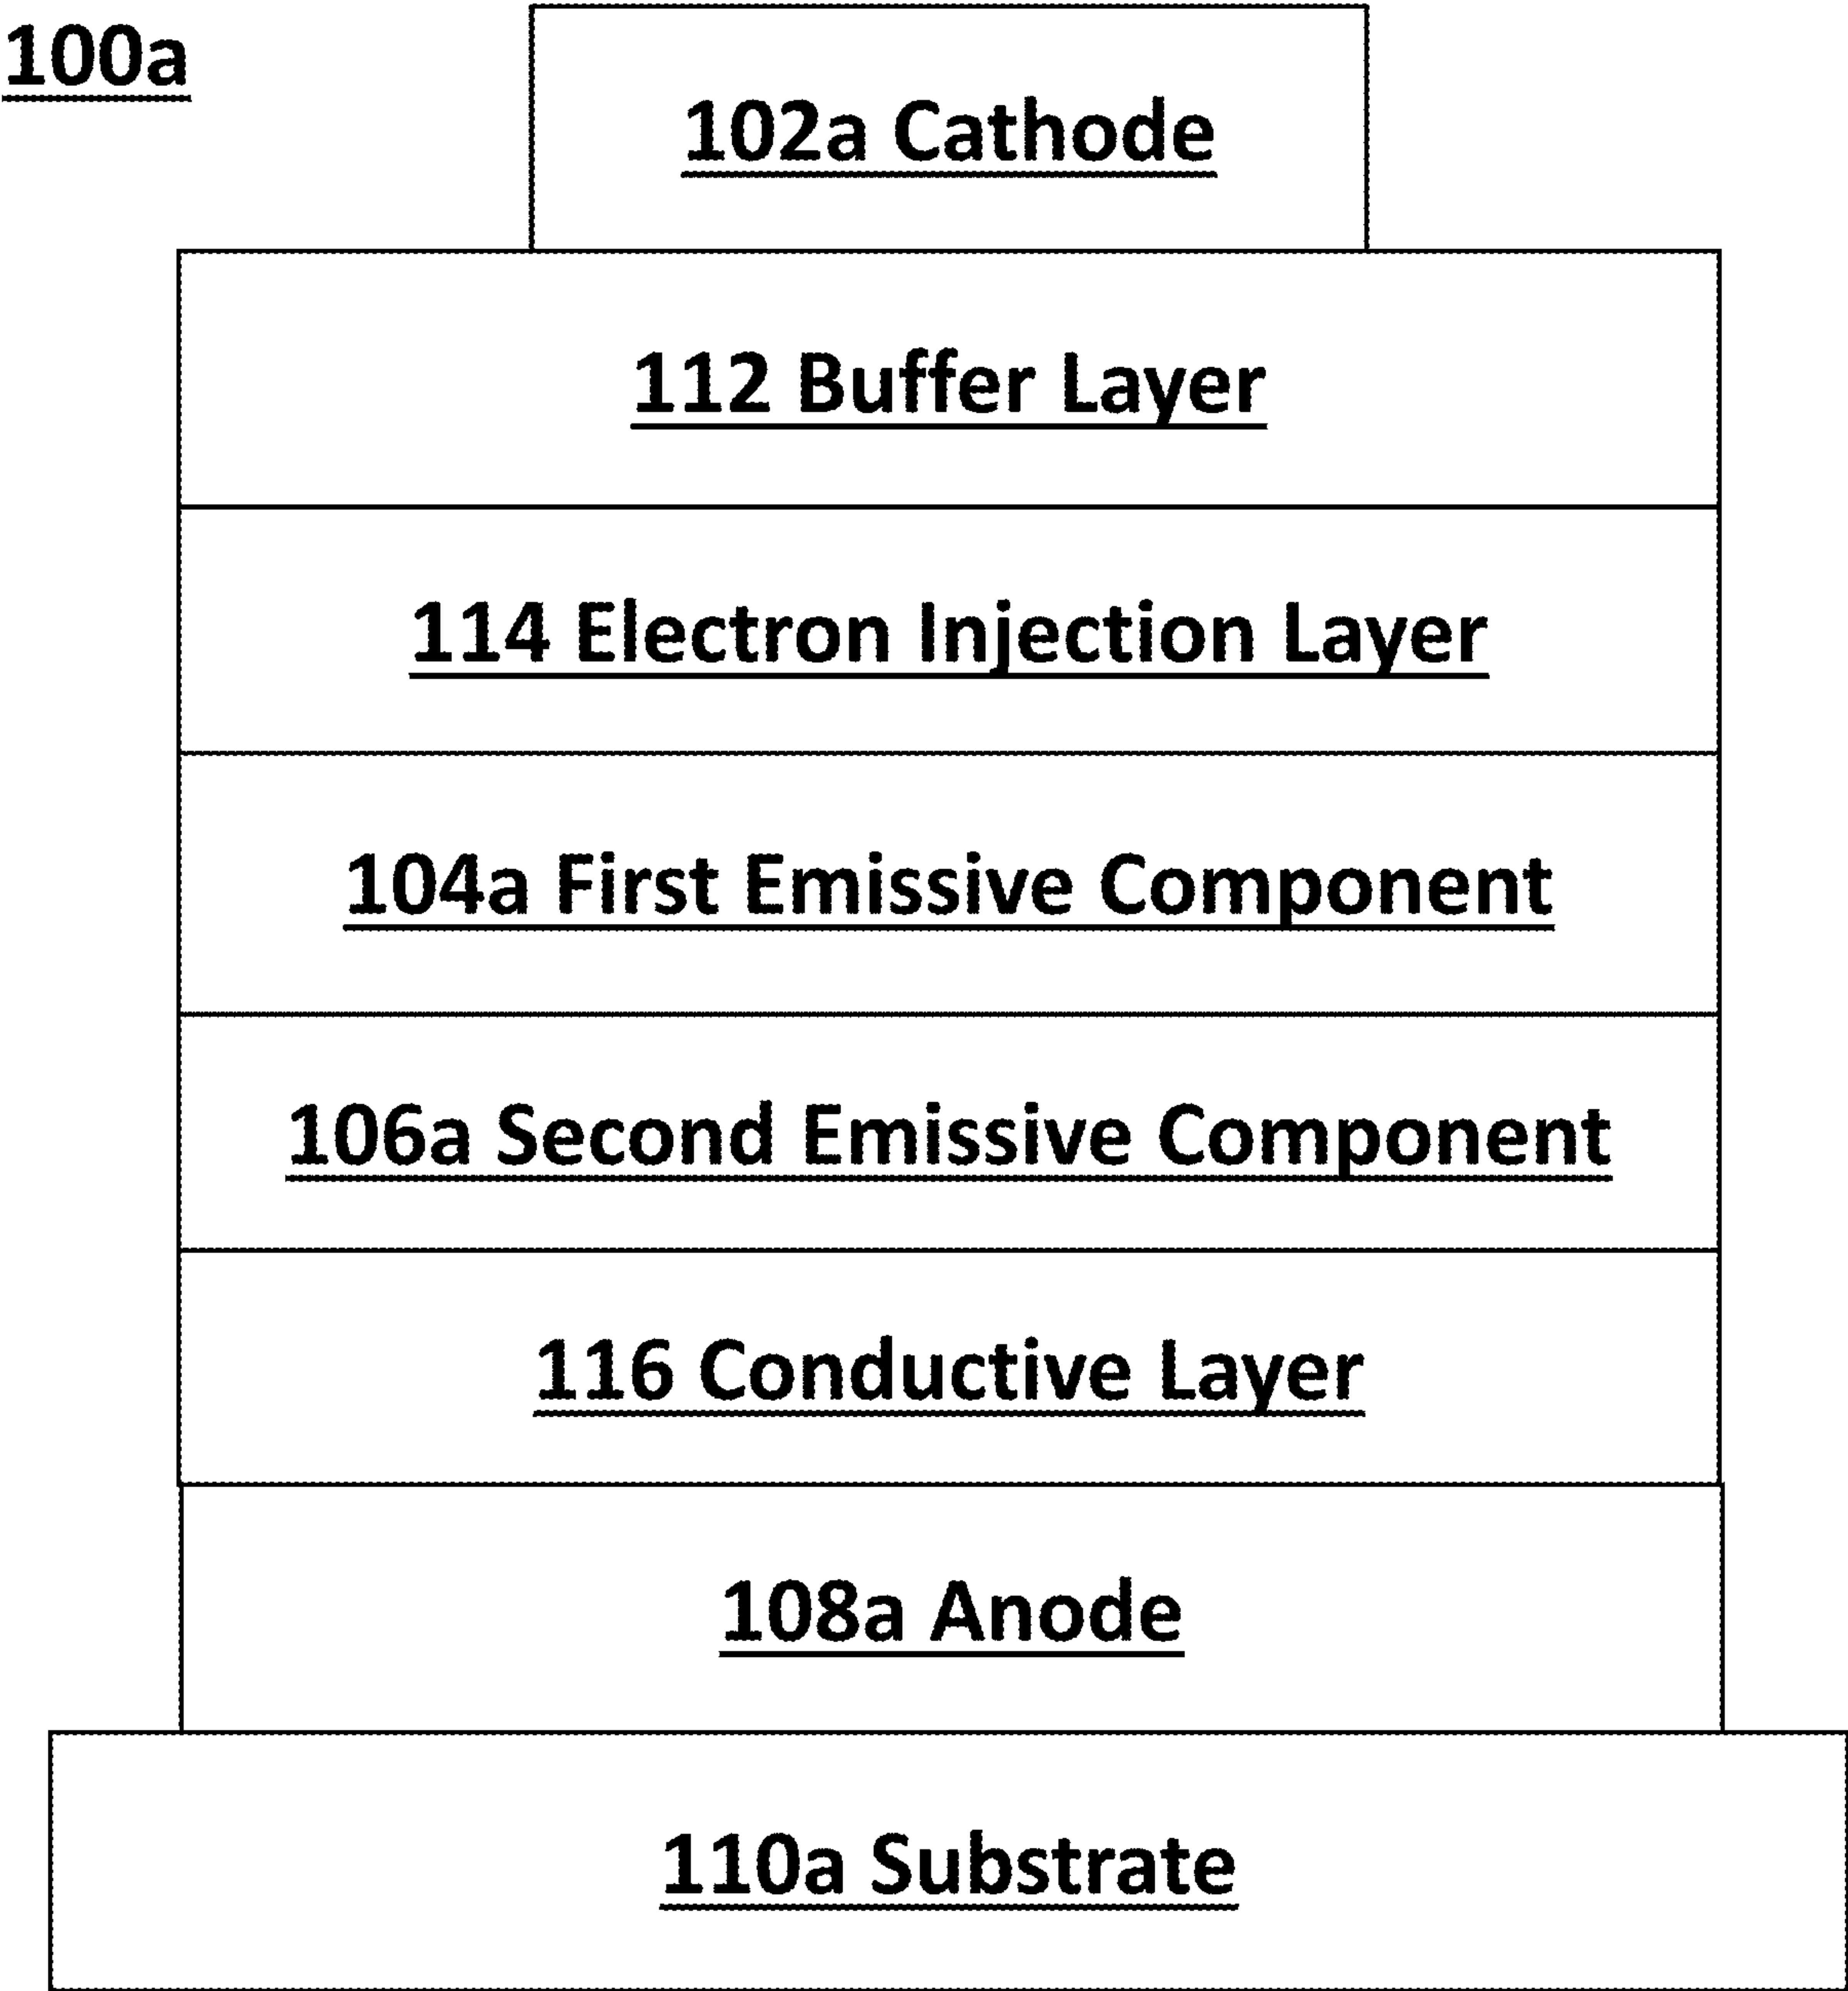 100a
102a Cathode
112 Buffer Layer
114 Electron Injection Layer
104a First Emissive Component
106a Second Emissive Component
116 Conductive Layer
108a Anode
110a Substrate